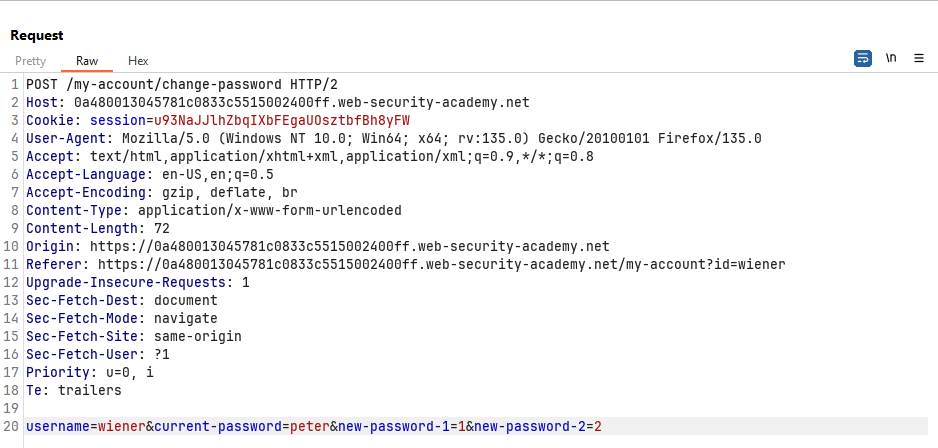 Request
Pretty Raw Hex \n
1 POST /my-account/change-password HTTP/2
2 Host: 0a480013045781c0833c5515002400ff.web-security-academy.net
3 Cookie: session=u93NaJJlhZbqIXbFEgaUOsztbfBh8yFW
4 User-Agent: Mozilla/5.0 (Windows NT 10.0; Win64; x64; rv:135.0) Gecko/20100101 Firefox/135.0
5 Accept: text/html,application/xhtml+xml,application/xml;q=0.9,*/*;q=0.8
6 Accept-Language: en-US,en;q=0.5
7 Accept-Encoding: gzip, deflate, br
8 Content-Type: application/x-www-form-urlencoded
9 Content-Length: 72
10 Origin: https://0a480013045781c0833c5515002400ff.web-security-academy.net
11 Referer: https://0a480013045781c0833c5515002400ff.web-security-academy.net/my-account?id=wiener
12 Upgrade-Insecure-Requests: 1
13 Sec-Fetch-Dest: document
14 Sec-Fetch-Mode: navigate
15 Sec-Fetch-Site: same-origin
16 Sec-Fetch-User: ?1
17 Priority: u=0, i
18 Te: trailers
19
20 username=wiener&current-password=peter&new-password-1=1&new-password-2=2